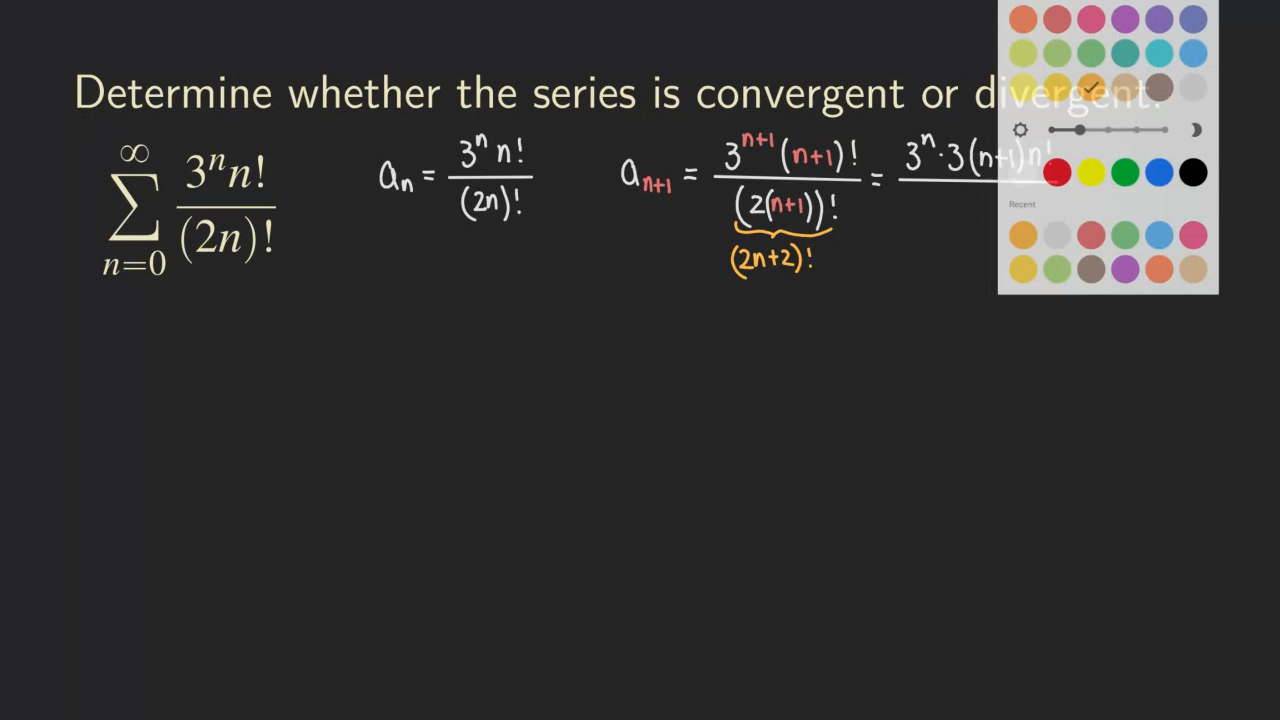 Determine whether the series is convergent or divergent.
∑_{n=0}^{∞} 3^n n! / (2n)!
a_n = 3^n n! / (2n)!
a_{n+1} = 3^{n+1} (n+1)! / (2(n+1))! = 3^n · 3(n+1)n!
(2n+2)!
Recent